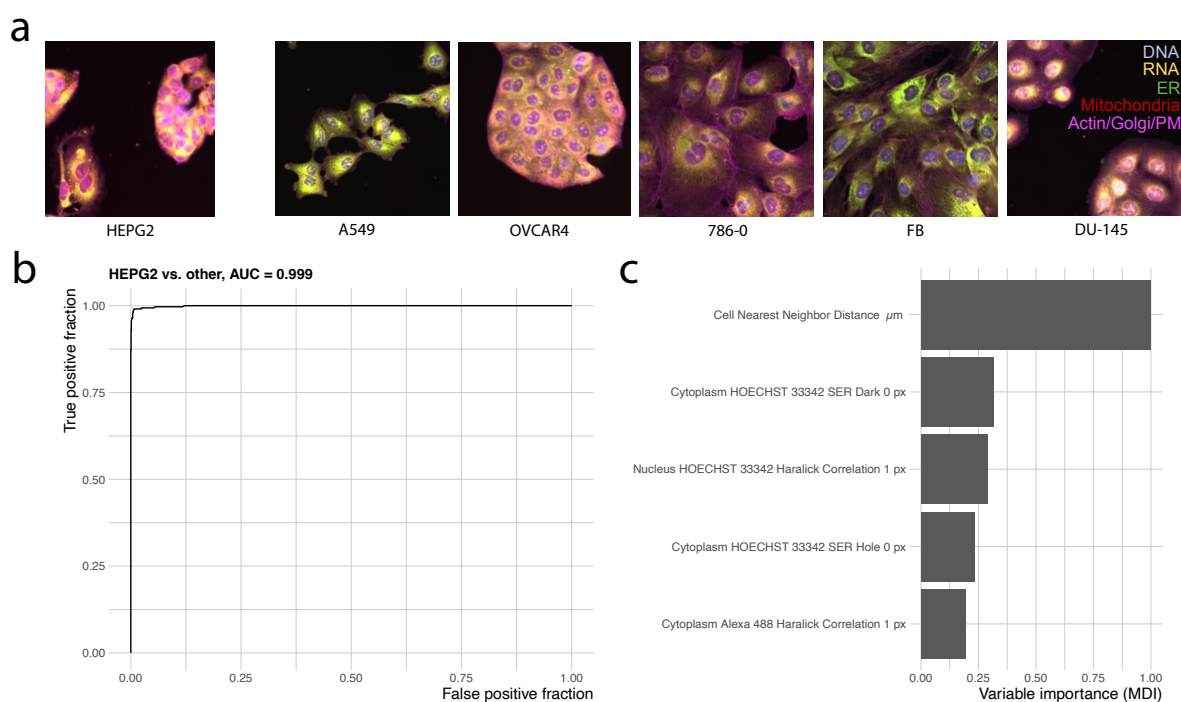 a
DNA
RNA
ER
Mitochondria
Actin/Golgi/PM
HEPG2
A549
OVCAR4
786-0
FB
DU-145
b
HEPG2 vs. other, AUC = 0.999
True positive fraction
1.00
0.75
0.50
0.25
0.00
0.00 0.25 0.50 0.75 1.00
False positive fraction
c
Cell Nearest Neighbor Distance µm
Cytoplasm HOECHST 33342 SER Dark 0 px
Nucleus HOECHST 33342 Haralick Correlation 1 px
Cytoplasm HOECHST 33342 SER Hole 0 px
Cytoplasm Alexa 488 Haralick Correlation 1 px
0.00 0.25 0.50 0.75 1.00
Variable importance (MDI)